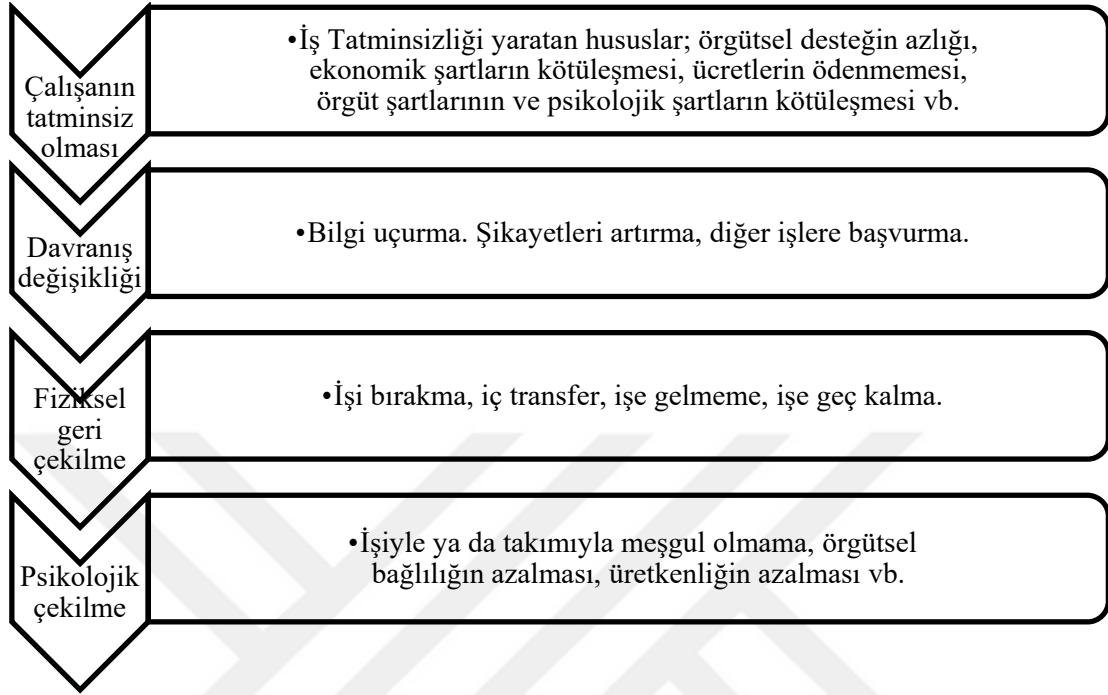 Çalışanın
tatminsiz
olması
•İş Tatminsizliği yaratan hususlar; örgütsel desteğin azlığı,
ekonomik şartların kötüleşmesi, ücretlerin ödenmemesi,
örgüt şartlarının ve psikolojik şartların kötüleşmesi vb.
Davranış
değişikliği
•Bilgi uçurma. Şikayetleri artırma, diğer işlere başvurma.
Fiziksel
geri
çekilme
•İşi bırakma, iç transfer, işe gelmeme, işe geç kalma.
Psikolojik
çekilme
•İşiyle ya da takımıyla meşgul olmama, örgütsel
bağlılığın azalması, üretkenliğin azalması vb.